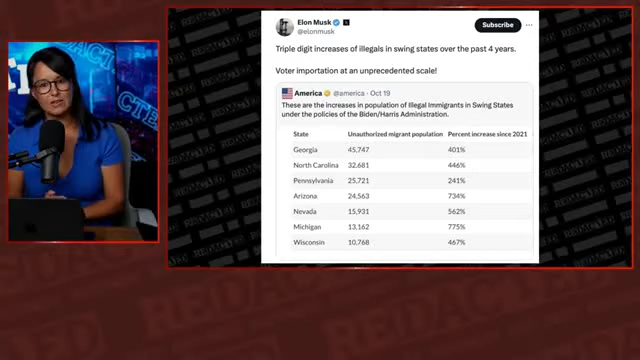 Elon Musk
@elonmusk
Subscribe
Triple digit increases of illegals in swing states over the past 4 years.
Voter importation at an unprecedented scale!
America @america · Oct 19
These are the increases in population of Illegal Immigrants in Swing States
under the policies of the Biden/Harris Administration.
State Unauthorized migrant population Percent increase since 2021
Georgia 45,747 401%
North Carolina 32,681 446%
Pennsylvania 25,721 241%
Arizona 24,563 734%
Nevada 15,931 562%
Michigan 13,162 775%
Wisconsin 10,768 467%
REDACTED